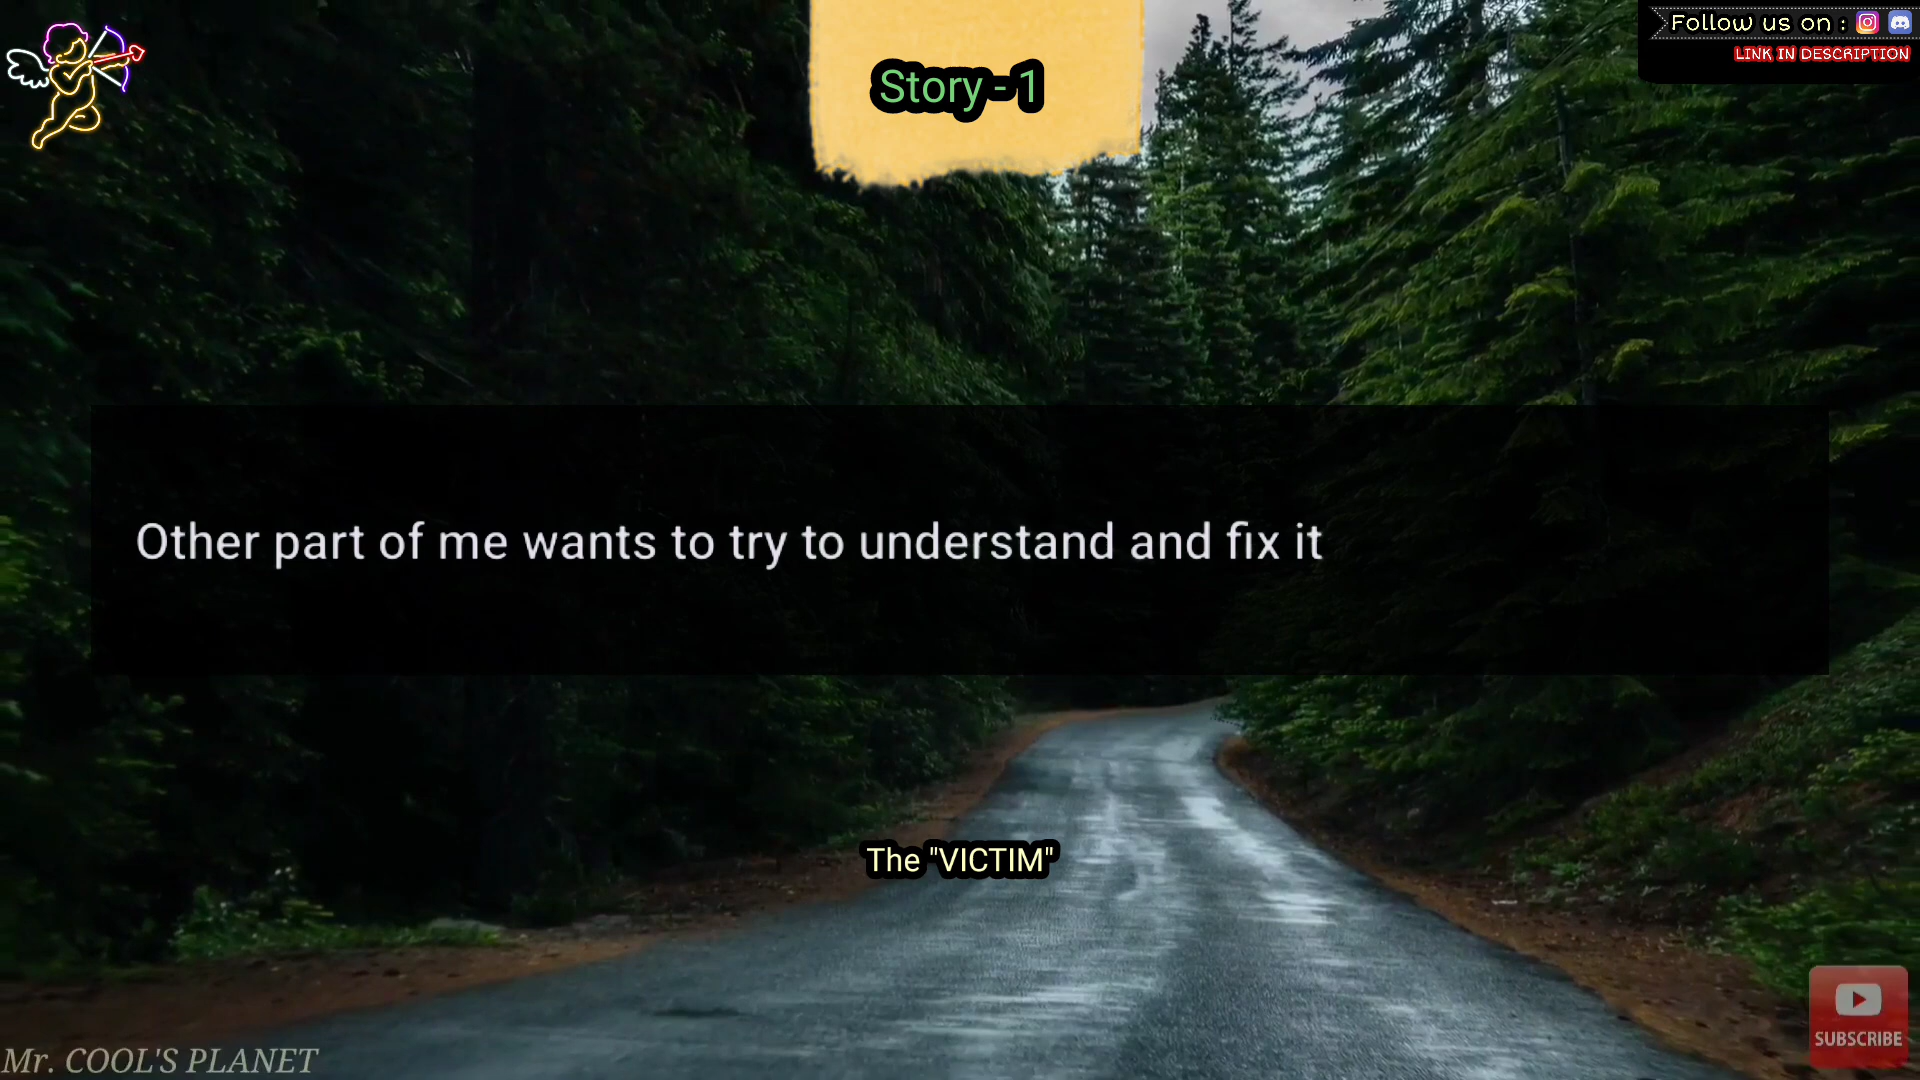 Story - 1
Follow us on :
LINK IN DESCRIPTION
Other part of me wants to try to understand and fix it
The "VICTIM"
SUBSCRIBE
Mr. COOL'S PLANET